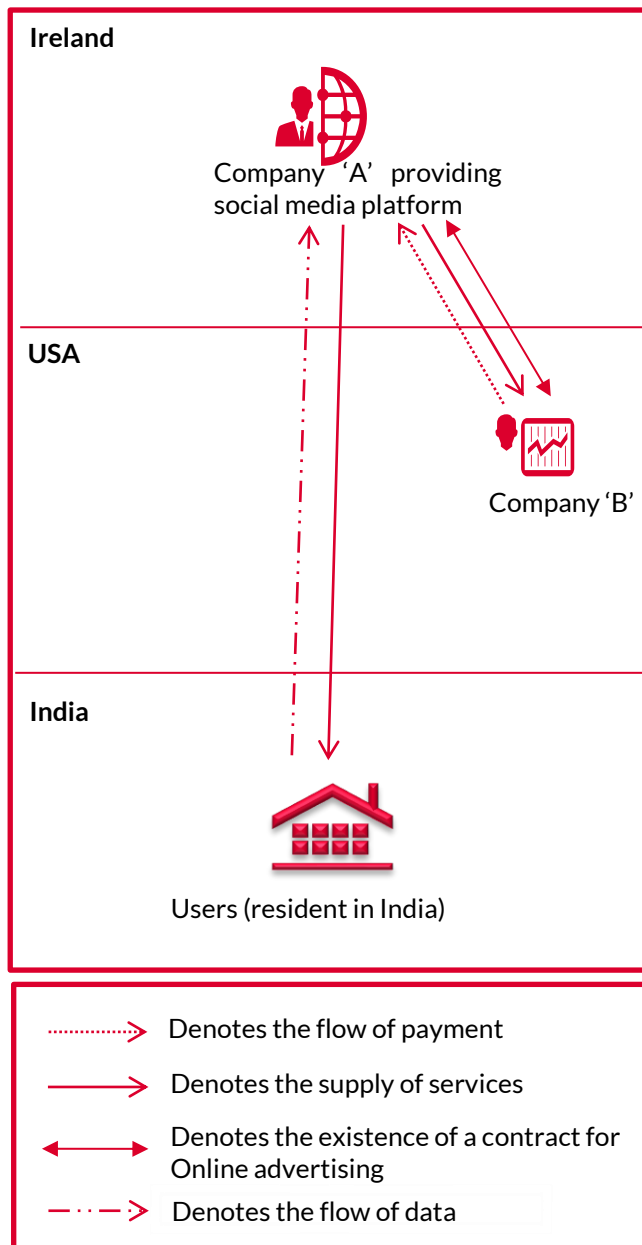 Ireland
Company ‘A’ providing
social media platform
USA
Company ‘B’
India
Users (resident in India)
Denotes the flow of payment
Denotes the supply of services
Denotes the existence of a contract for
Online advertising
Denotes the flow of data